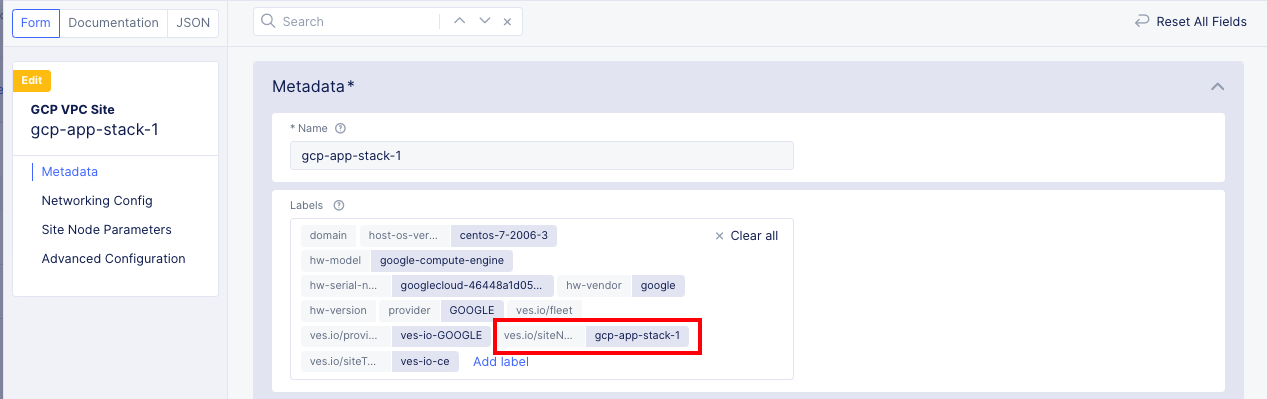 Form Documentation JSON
Search
Reset All Fields
Edit
GCP VPC Site
gcp-app-stack-1
Metadata
Networking Config
Site Node Parameters
Advanced Configuration
Metadata*
* Name
gcp-app-stack-1
Labels
domain host-os-ver... centos-7-2006-3
Clear all
hw-model google-compute-engine
hw-serial-n... googlecloud-46448a1d05... hw-vendor google
hw-version provider GOOGLE ves.io/fleet
ves.io/provi... ves-io-GOOGLE ves.io/siteN... gcp-app-stack-1
ves.io/siteT... ves-io-ce Add label